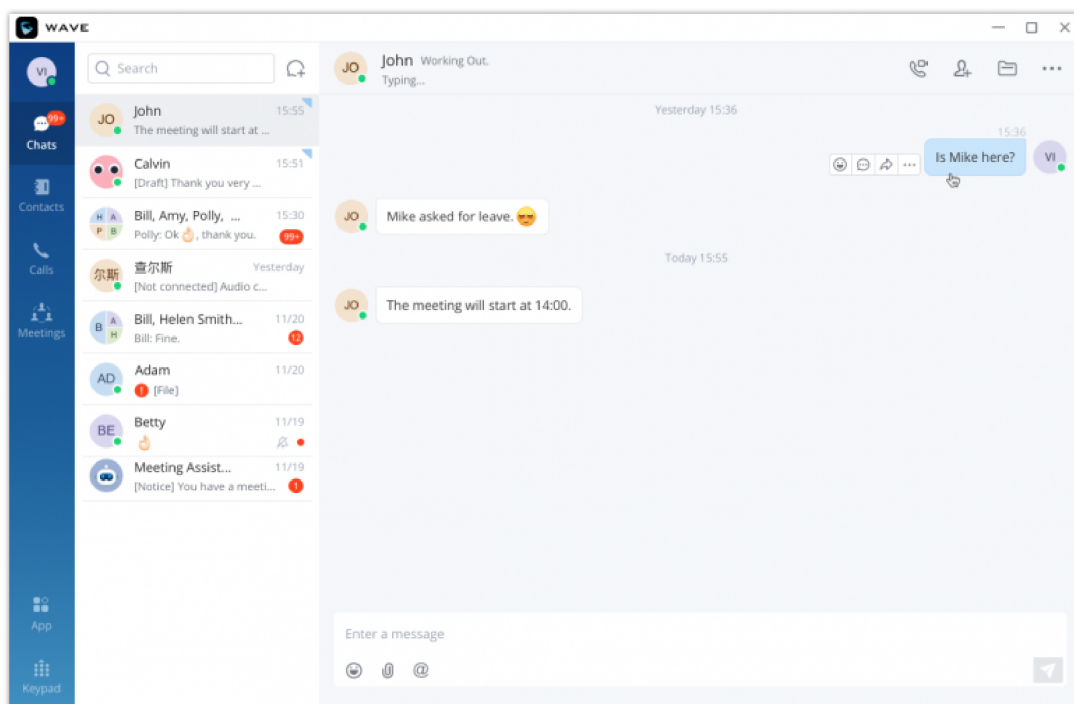 WAVE
VI
99+
Chats
Contacts
Calls
Meetings
App
Keypad
Search
JO
John
15:55
The meeting will start at ...
Calvin
15:51
[Draft] Thank you very ...
H A
P B
Bill, Amy, Polly, ...
15:30
Polly: Ok👌🏻, thank you.
99+
尔斯
查尔斯
Yesterday
[Not connected] Audio c...
B A
H
Bill, Helen Smith...
11/20
Bill: Fine.
12
AD
Adam
11/20
! [File]
BE
Betty
11/19
👌🏻
Meeting Assist...
11/19
[Notice] You have a meeti...
1
JO
John Working Out.
Typing...
Yesterday 15:36
15:36
Is Mike here?
VI
JO
Mike asked for leave. 😎
Today 15:55
JO
The meeting will start at 14:00.
Enter a message
@